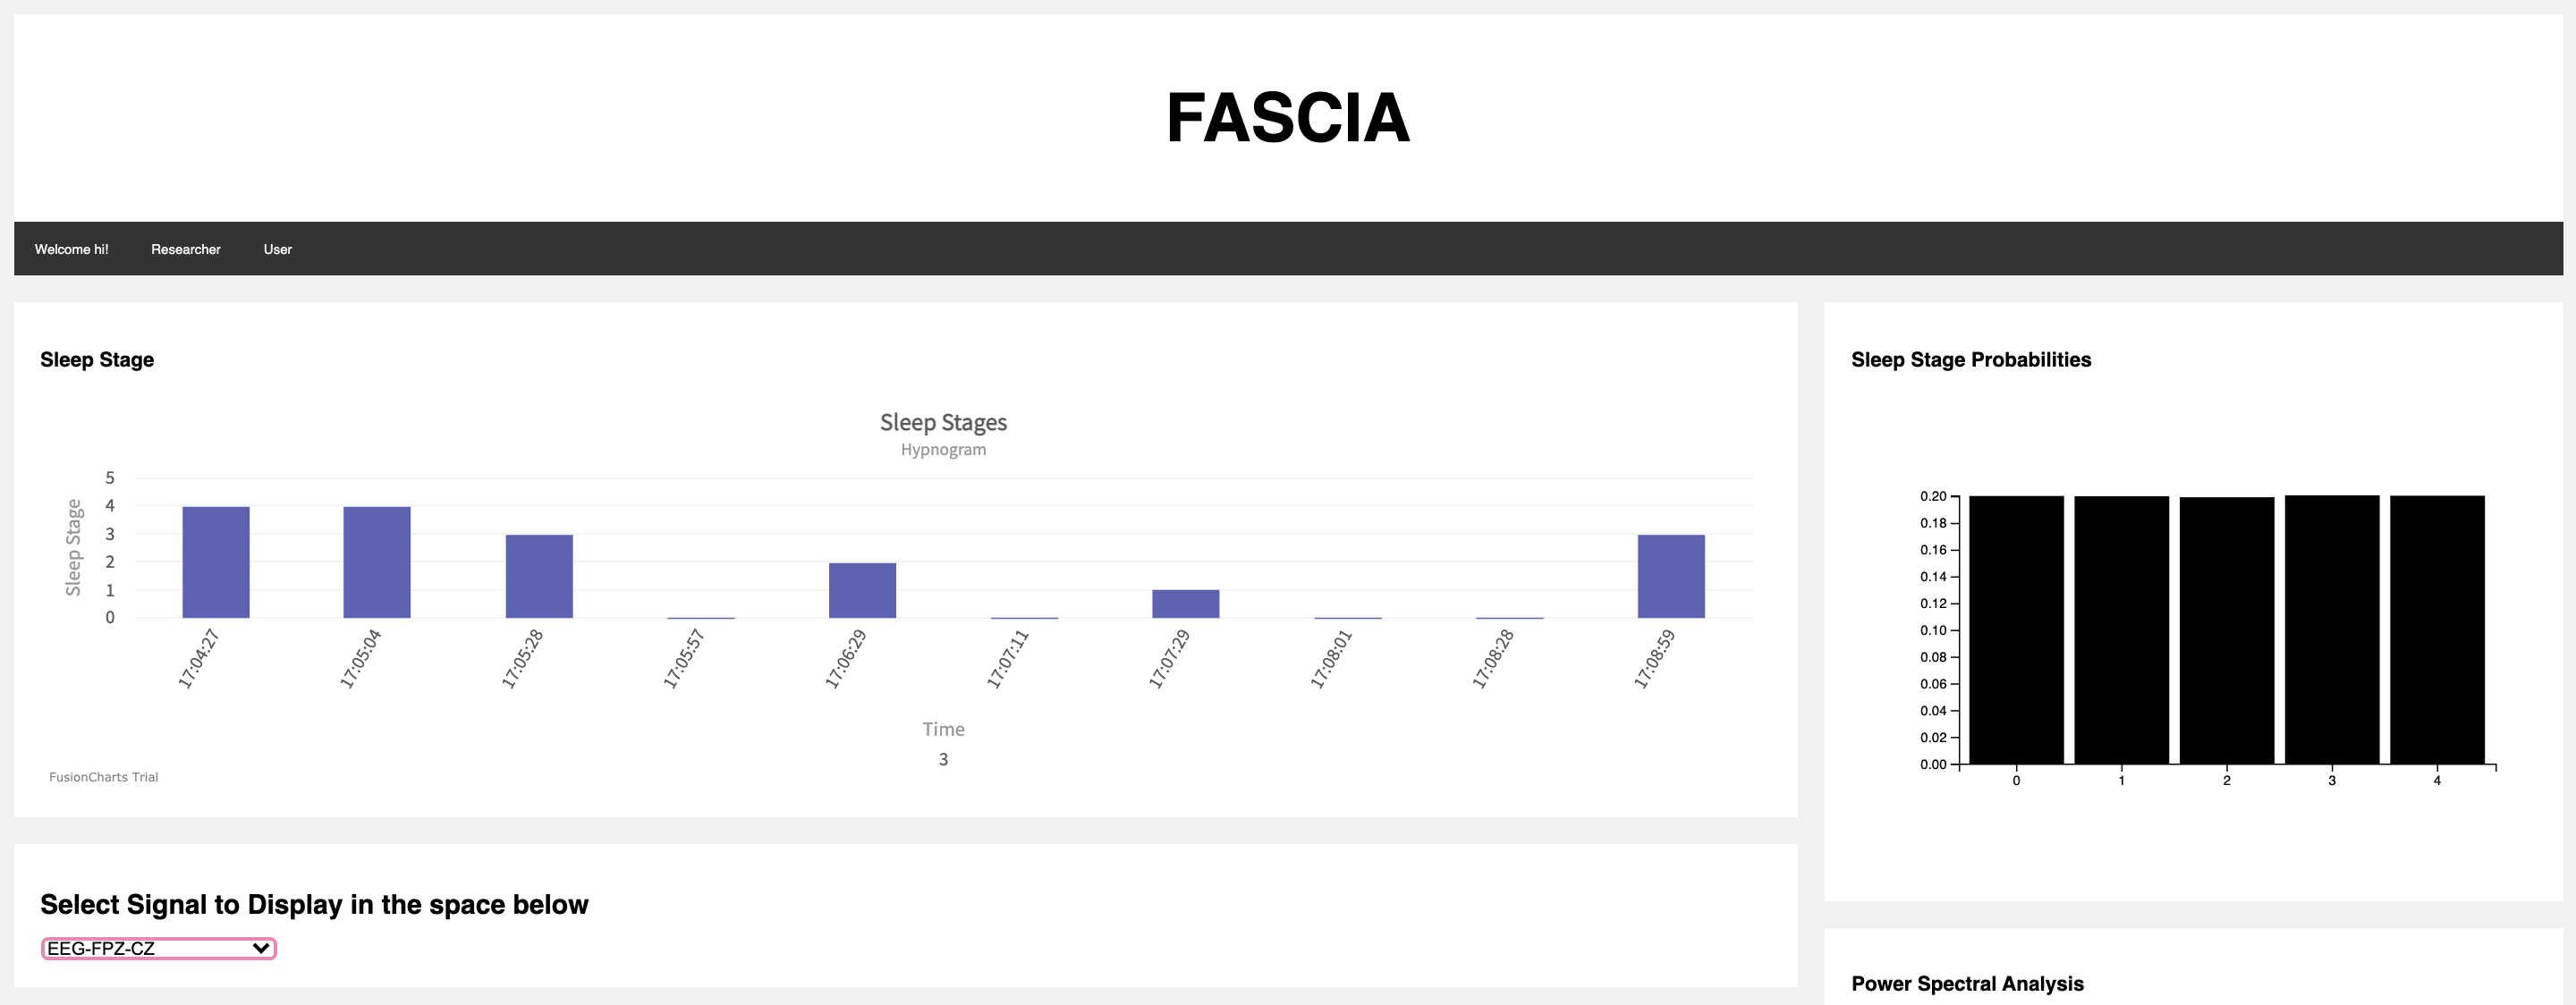 FASCIA
Welcome hi! Researcher User
Sleep Stage
Sleep Stages
Hypnogram
Sleep Stage
5
4
3
2
1
0
17:04:27 17:05:04 17:05:28 17:05:57 17:06:29 17:07:11 17:07:29 17:08:01 17:08:28 17:08:59
Time
3
FusionCharts Trial
Select Signal to Display in the space below
EEG-FPZ-CZ
Sleep Stage Probabilities
0.20
0.18
0.16
0.14
0.12
0.10
0.08
0.06
0.04
0.02
0.00
0 1 2 3 4
Power Spectral Analysis